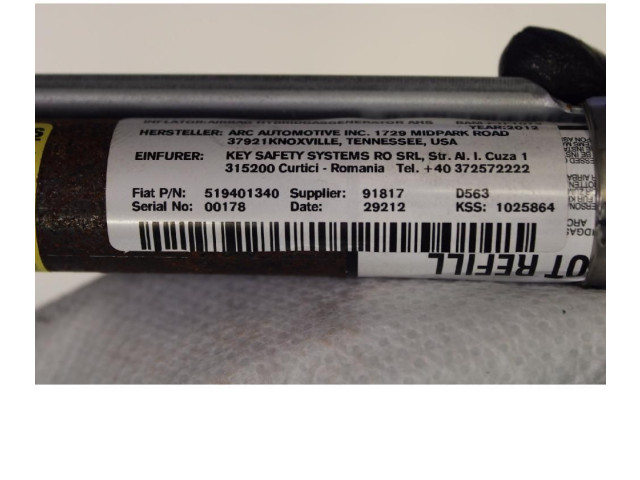 YEAR:2012
HERSTELLER: ARC AUTOMOTIVE INC. 1729 MIDPARK ROAD
37921KNOXVILLE, TENNESSEE, USA
EINFURER: KEY SAFETY SYSTEMS RO SRL, Str. Al. I. Cuza 1
315200 Curtici - Romania Tel. +40 372572222
Fiat P/N: 519401340 Supplier: 91817 D563
Serial No: 00178 Date: 29212 KSS: 1025864
OT REFILL